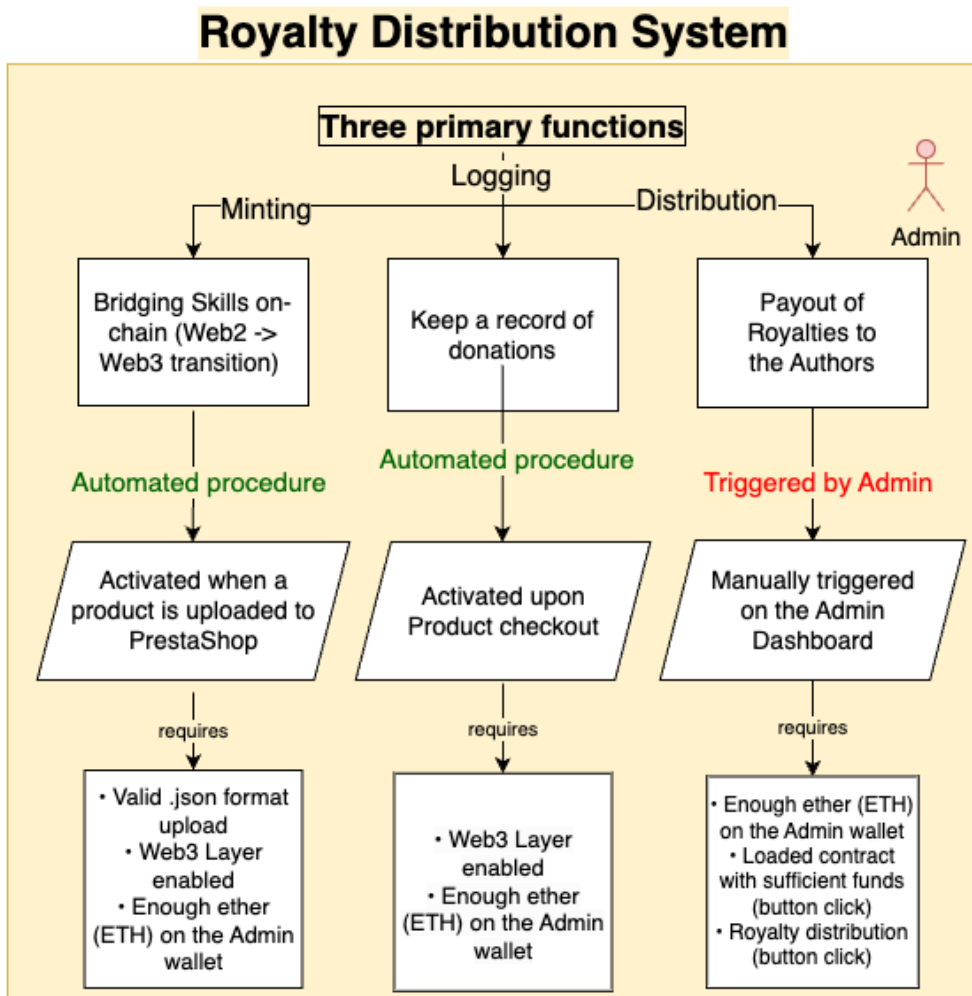 Royalty Distribution System
Three primary functions
Logging
Minting
Distribution
Admin
Bridging Skills on-
chain (Web2 ->
Web3 transition)
Keep a record of
donations
Payout of
Royalties to
the Authors
Automated procedure
Automated procedure
Triggered by Admin
Activated when a
product is uploaded to
PrestaShop
Activated upon
Product checkout
Manually triggered
on the Admin
Dashboard
requires
requires
requires
• Valid .json format
upload
• Web3 Layer
enabled
• Enough ether
(ETH) on the Admin
wallet
• Web3 Layer
enabled
• Enough ether
(ETH) on the Admin
wallet
• Enough ether (ETH)
on the Admin wallet
• Loaded contract
with sufficient funds
(button click)
• Royalty distribution
(button click)